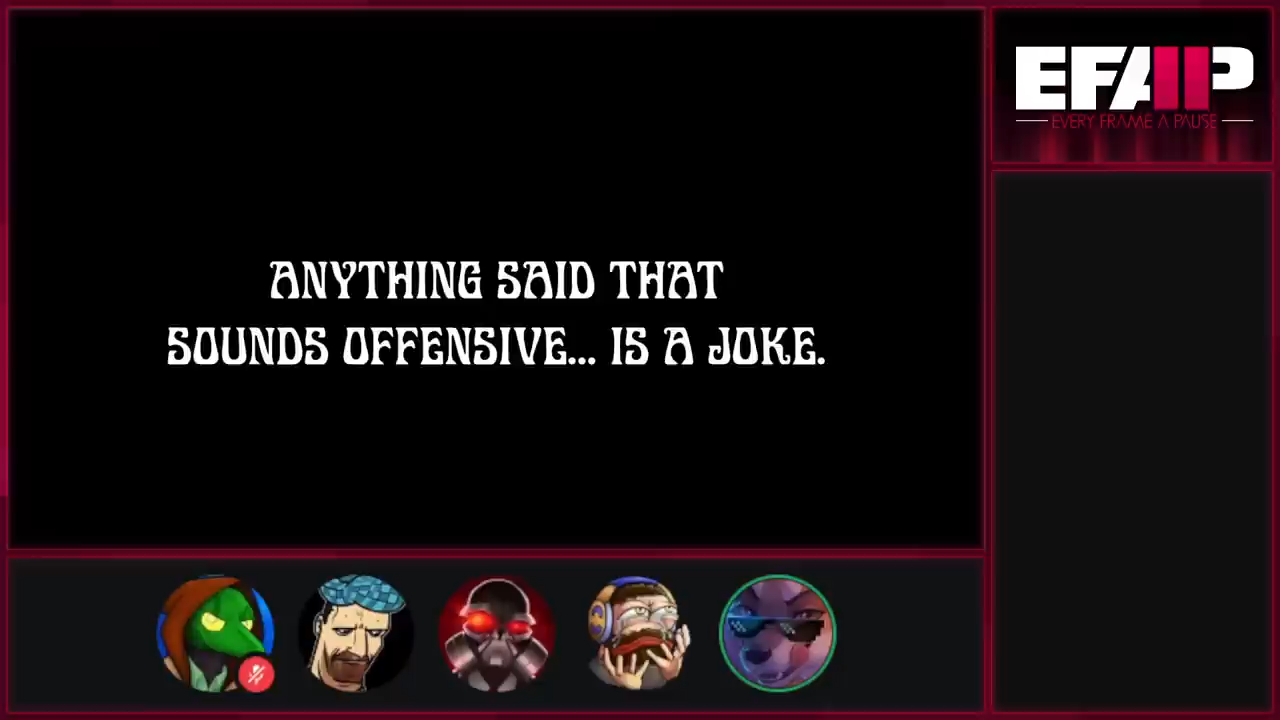 ANYTHING SAID THAT
SOUNDS OFFENSIVE... IS A JOKE.
EFAP
EVERY FRAME A PAUSE